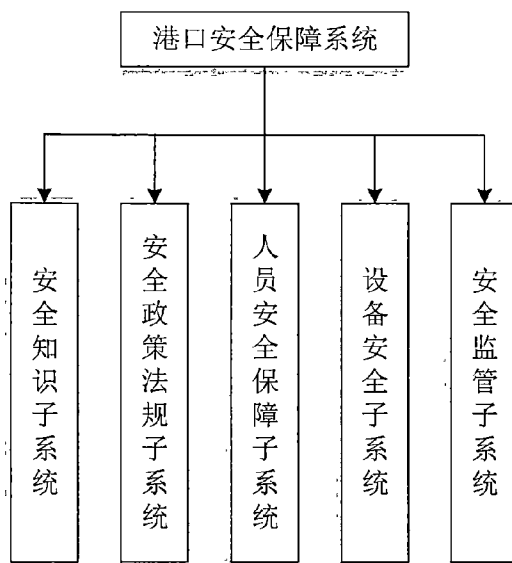 港口安全保障系统
安全知识子系统
安全政策法规子系统
人员安全保障子系统
设备安全子系统
安全监管子系统